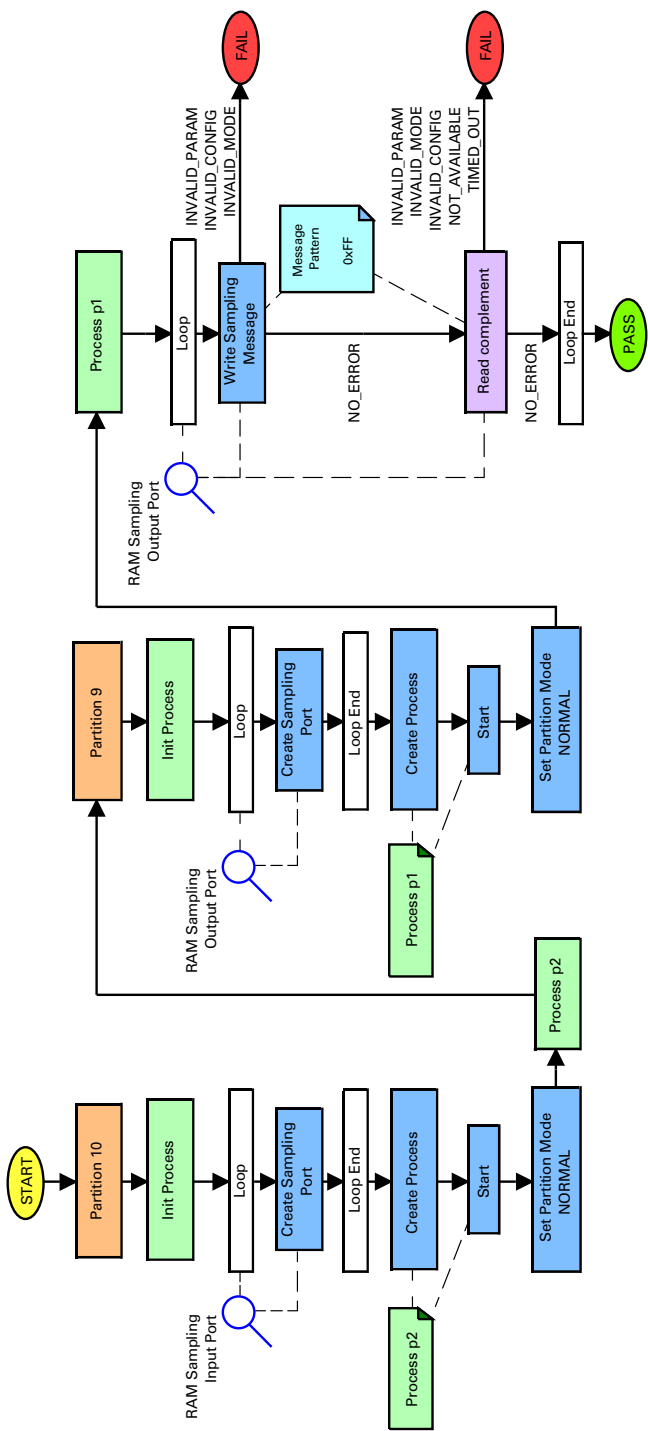 START
Partition 10
Init Process
Loop
RAM Sampling
Input Port
Create Sampling
Port
Loop End
Create Process
Process p2
Start
Set Partition Mode
NORMAL
Process p2
Partition 9
Init Process
Loop
RAM Sampling
Output Port
Create Sampling
Port
Loop End
Create Process
Process p1
Start
Set Partition Mode
NORMAL
Process p1
Loop
RAM Sampling
Output Port
Write Sampling
Message
INVALID_PARAM
INVALID_CONFIG
INVALID_MODE
FAIL
Message
Pattern
0xFF
NO_ERROR
Read complement
INVALID_PARAM
INVALID_MODE
INVALID_CONFIG
NOT_AVAILABLE
TIMED_OUT
FAIL
NO_ERROR
Loop End
PASS